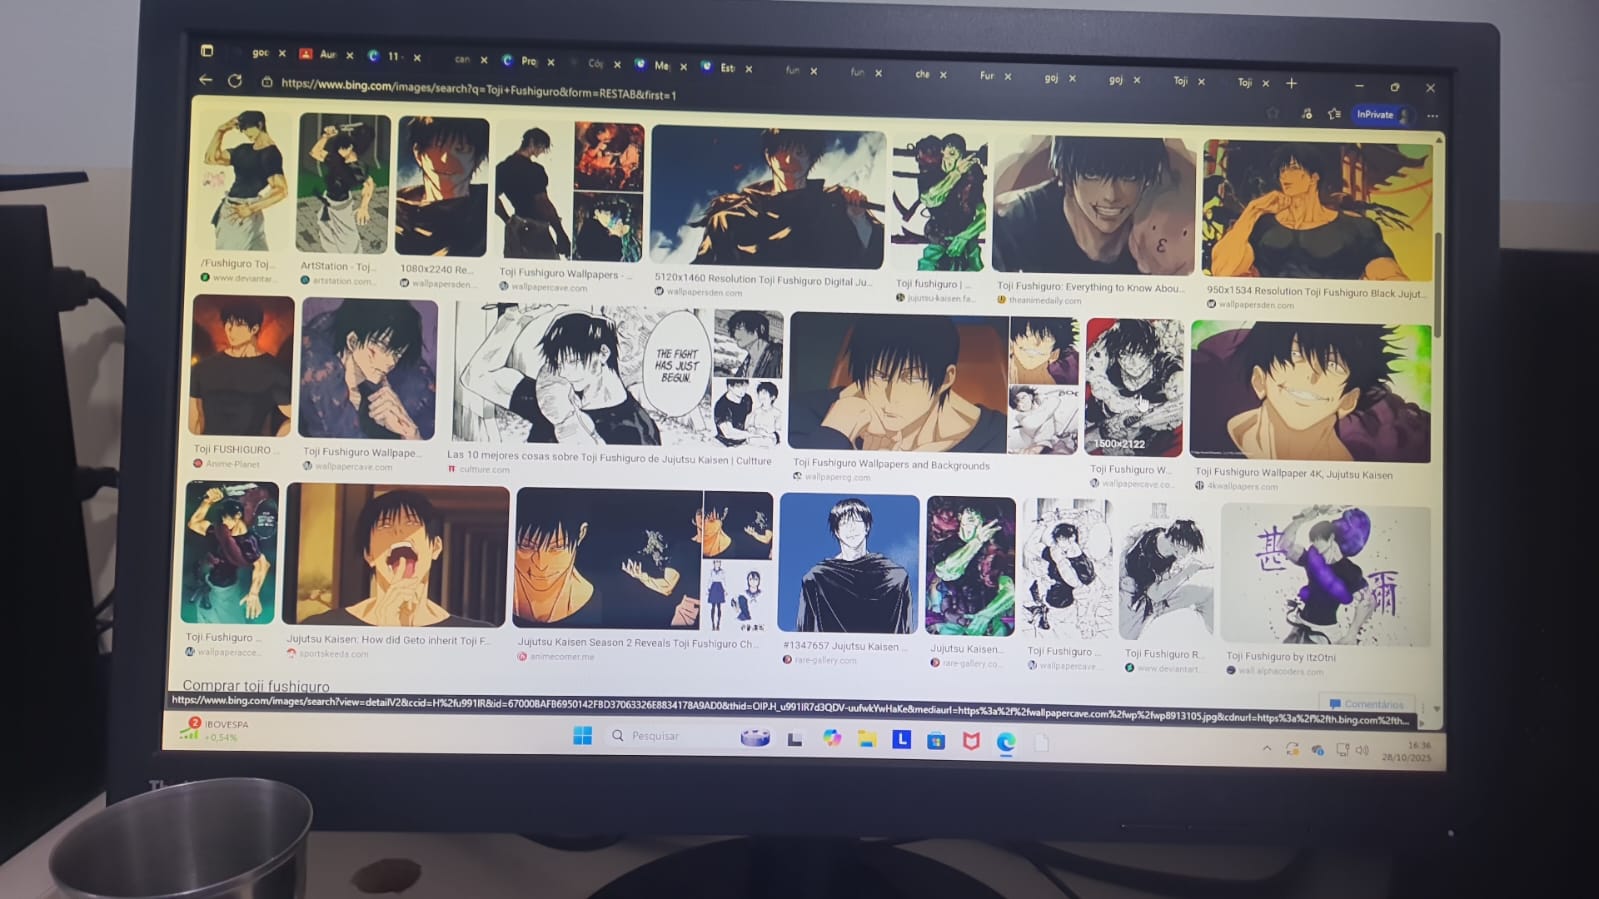 goc
Aur
11
can
Pro
Cóp
Me
Est
fun
fun
che
Fur
goj
goj
Toji
Toji
https://www.bing.com/images/search?q=Toji+Fushiguro&form=RESTAB&first=1
InPrivate
/Fushiguro Toj...
www.deviantar...
ArtStation - Toj...
artstation.com...
1080x2240 Re...
wallpapersden...
Toji Fushiguro Wallpapers - ...
wallpapercave.com
5120x1460 Resolution Toji Fushiguro Digital Ju...
wallpapersden.com
Toji fushiguro | ...
jujutsu-kaisen.fa...
Toji Fushiguro: Everything to Know Abou...
theanimedaily.com
950x1534 Resolution Toji Fushiguro Black Jujut...
wallpapersden.com
THE FIGHT
HAS JUST
BEGUN.
1500×2122
Toji FUSHIGURO ...
Anime-Planet
Toji Fushiguro Wallpape...
wallpapercave.com
Las 10 mejores cosas sobre Toji Fushiguro de Jujutsu Kaisen | Cultture
cultture.com
Toji Fushiguro Wallpapers and Backgrounds
wallpapercg.com
Toji Fushiguro W...
wallpapercave.co...
Toji Fushiguro Wallpaper 4K, Jujutsu Kaisen
4kwallpapers.com
甚
爾
Toji Fushiguro ...
wallpaperacce...
Jujutsu Kaisen: How did Geto inherit Toji F...
sportskeeda.com
Jujutsu Kaisen Season 2 Reveals Toji Fushiguro Ch...
animecorner.me
#1347657 Jujutsu Kaisen...
rare-gallery.com
Jujutsu Kaisen...
rare-gallery.co...
Toji Fushiguro ...
wallpapercave...
Toji Fushiguro R...
www.deviantart...
Toji Fushiguro by ItzOtni
wall.alphacoders.com
Comprar toji fushiguro
Comentários
https://www.bing.com/images/search?view=detailV2&ccid=H%2fu991IR&id=67000BAFB6950142FBD37063326E8834178A9AD0&thid=OIP.H_u991IR7d3QDV-uufwkYwHaKe&mediaurl=https%3a%2f%2fwallpapercave.com%2fwp%2fwp8913105.jpg&cdnurl=https%3a%2f%2fth.bing.com%2fth...
2
IBOVESPA
+0,54%
Pesquisar
L
16:36
28/10/2025